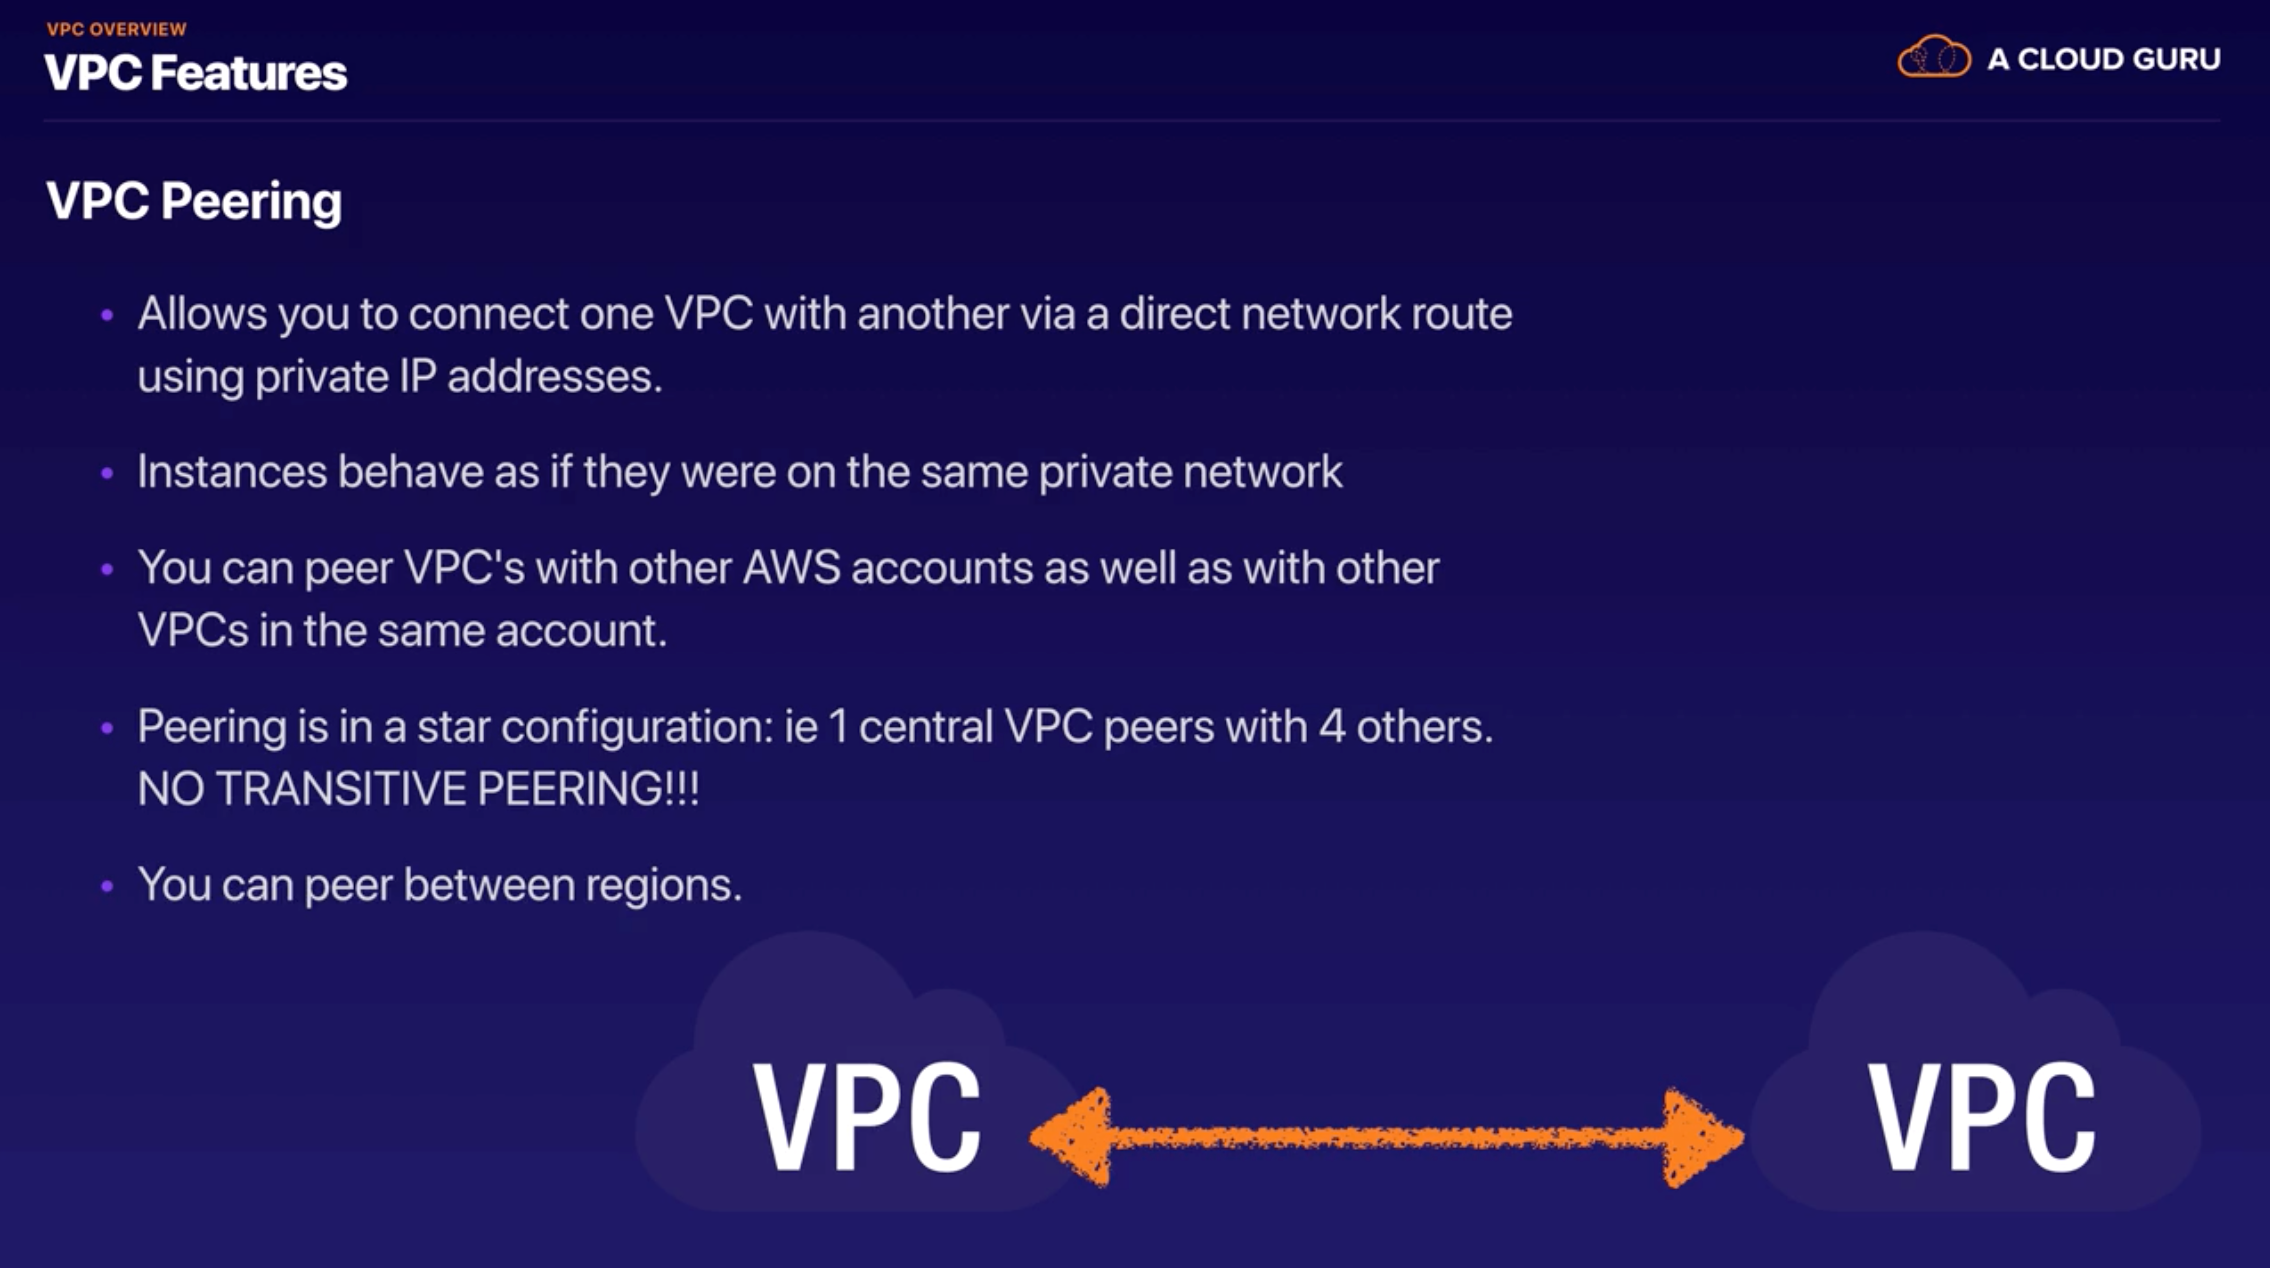 VPC OVERVIEW
VPC Features
A CLOUD GURU
VPC Peering
• Allows you to connect one VPC with another via a direct network route
using private IP addresses.
• Instances behave as if they were on the same private network
• You can peer VPC's with other AWS accounts as well as with other
VPCs in the same account.
• Peering is in a star configuration: ie 1 central VPC peers with 4 others.
NO TRANSITIVE PEERING!!!
• You can peer between regions.
VPC
VPC